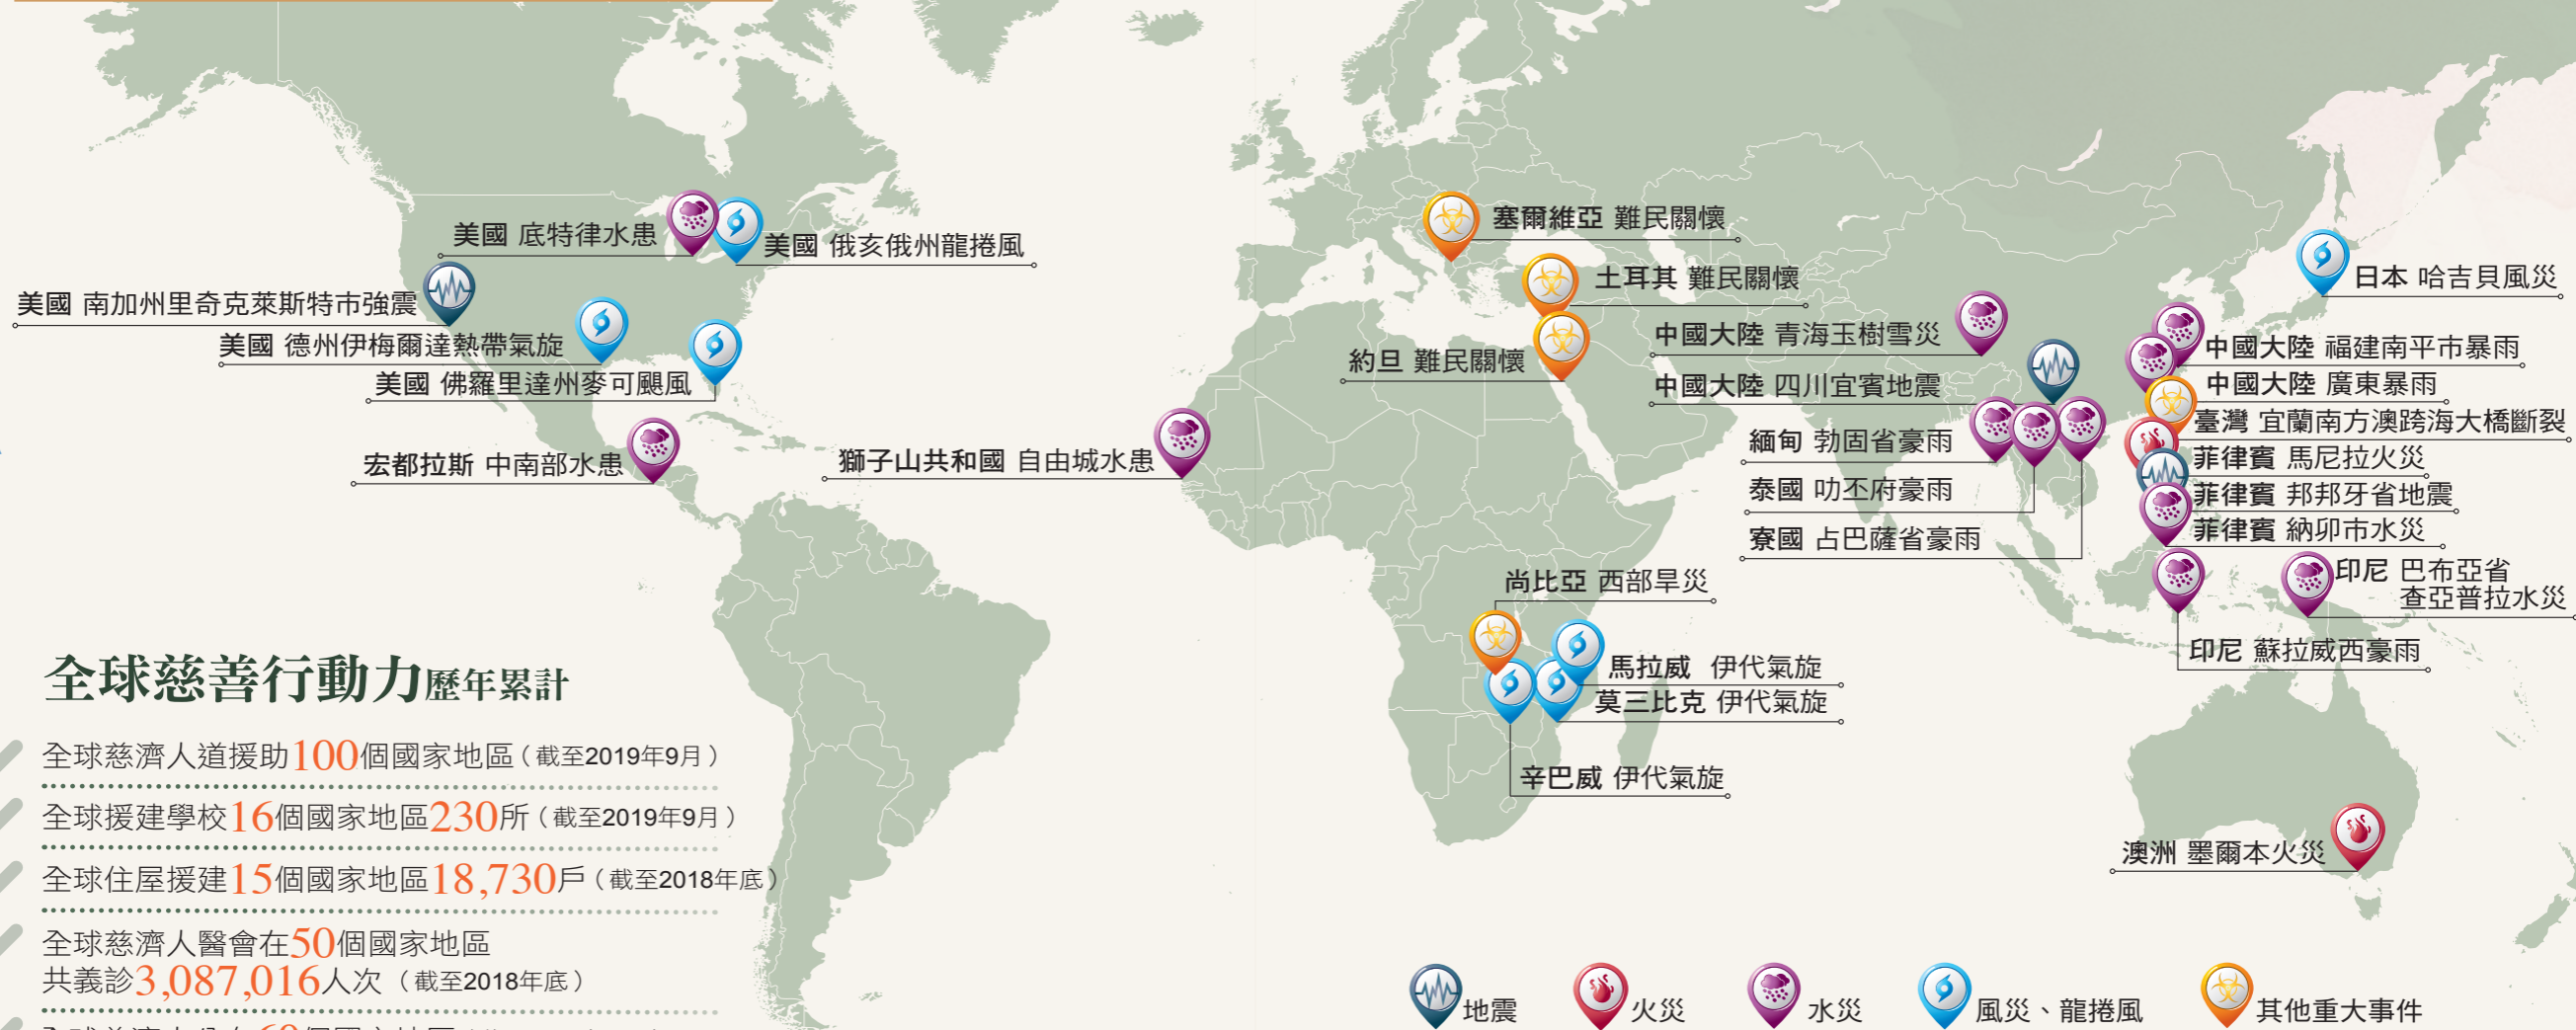 美國 底特律水患
美國 俄亥俄州龍捲風
美國 南加州里奇克萊斯特市強震
美國 德州伊梅爾達熱帶氣旋
美國 佛羅里達州麥可颶風
宏都拉斯 中南部水患
獅子山共和國 自由城水患
塞爾維亞 難民關懷
土耳其 難民關懷
約旦 難民關懷
中國大陸 青海玉樹雪災
中國大陸 四川宜賓地震
緬甸 勃固省豪雨
泰國 叻丕府豪雨
寮國 占巴薩省豪雨
日本 哈吉貝風災
中國大陸 福建南平市暴雨
中國大陸 廣東暴雨
臺灣 宜蘭南方澳跨海大橋斷裂
菲律賓 馬尼拉火災
菲律賓 邦邦牙省地震
菲律賓 納卯市水災
印尼 巴布亞省
查亞普拉水災
印尼 蘇拉威西豪雨
尚比亞 西部旱災
馬拉威 伊代氣旋
莫三比克 伊代氣旋
辛巴威 伊代氣旋
澳洲 墨爾本火災
全球慈善行動力歷年累計
全球慈濟人道援助100個國家地區（截至2019年9月）
全球援建學校16個國家地區230所（截至2019年9月）
全球住屋援建15個國家地區18,730戶（截至2018年底）
全球慈濟人醫會在50個國家地區
共義診3,087,016人次（截至2018年底）
地震
火災
水災
風災、龍捲風
其他重大事件